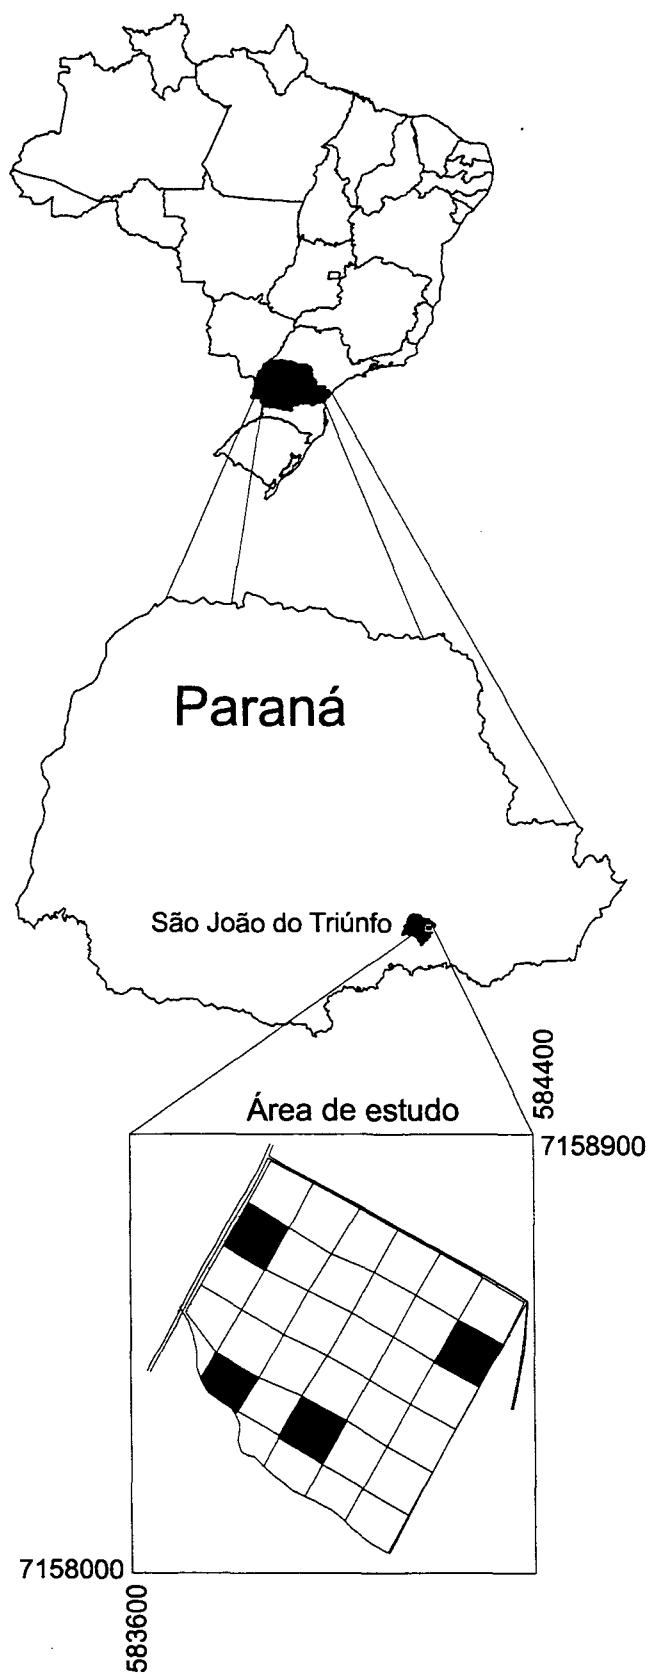 Paraná
São João do Triúnfo
584400
Área de estudo
7158900
7158000
583600